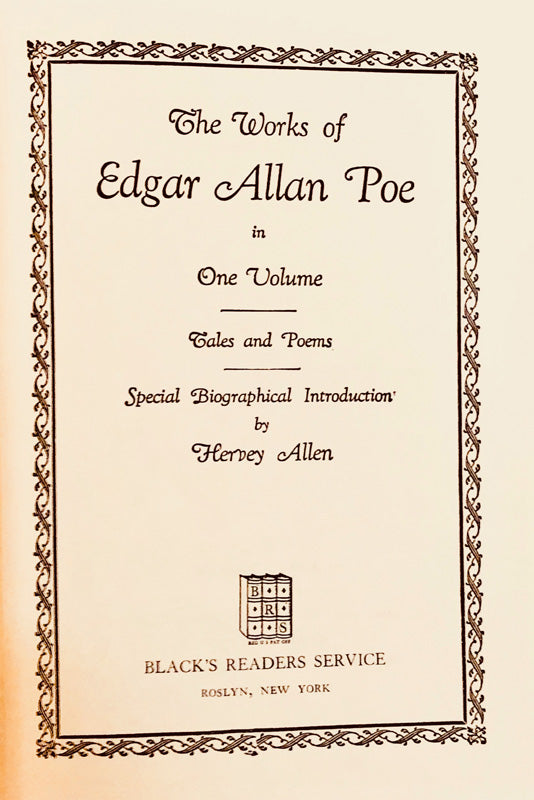 The Works of
Edgar Allan Poe
in
One Volume
Tales and Poems
Special Biographical Introduction
by
Hervey Allen
B
R
S
BLACK'S READERS SERVICE
ROSLYN, NEW YORK